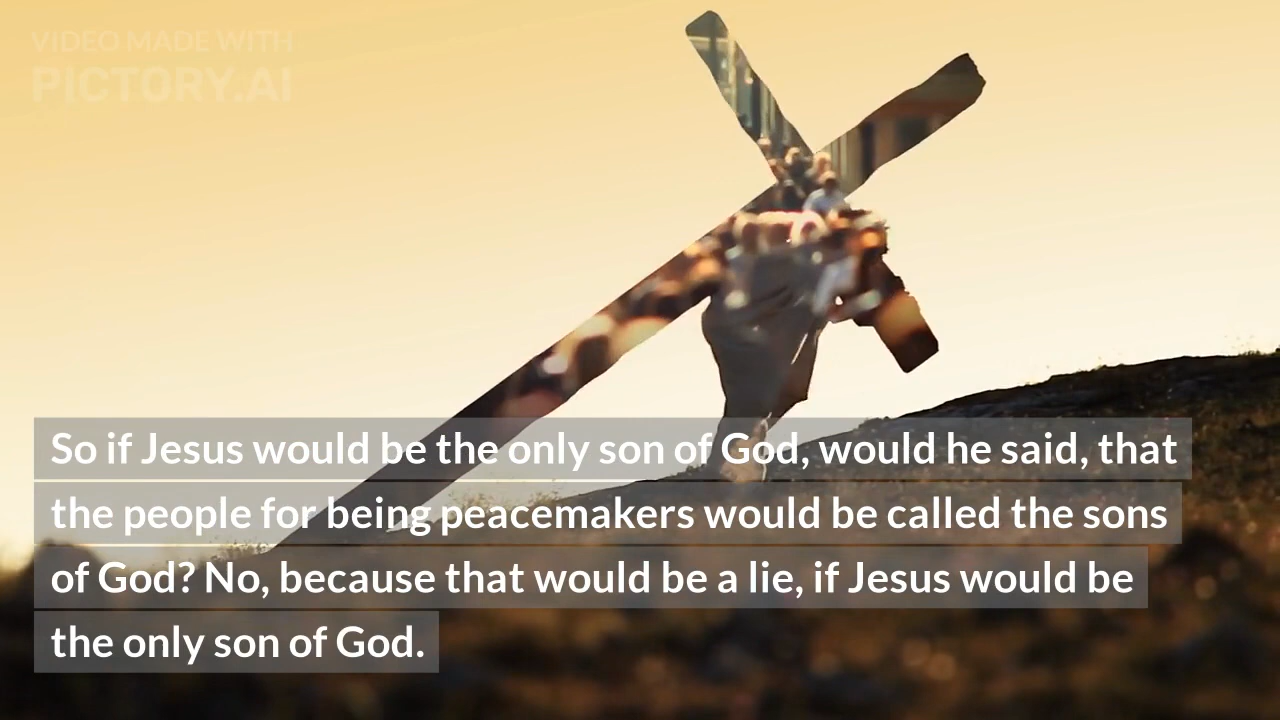 VIDEO MADE WITH
PICTORY.AI
So if Jesus would be the only son of God, would he said, that
the people for being peacemakers would be called the sons
of God? No, because that would be a lie, if Jesus would be
the only son of God.